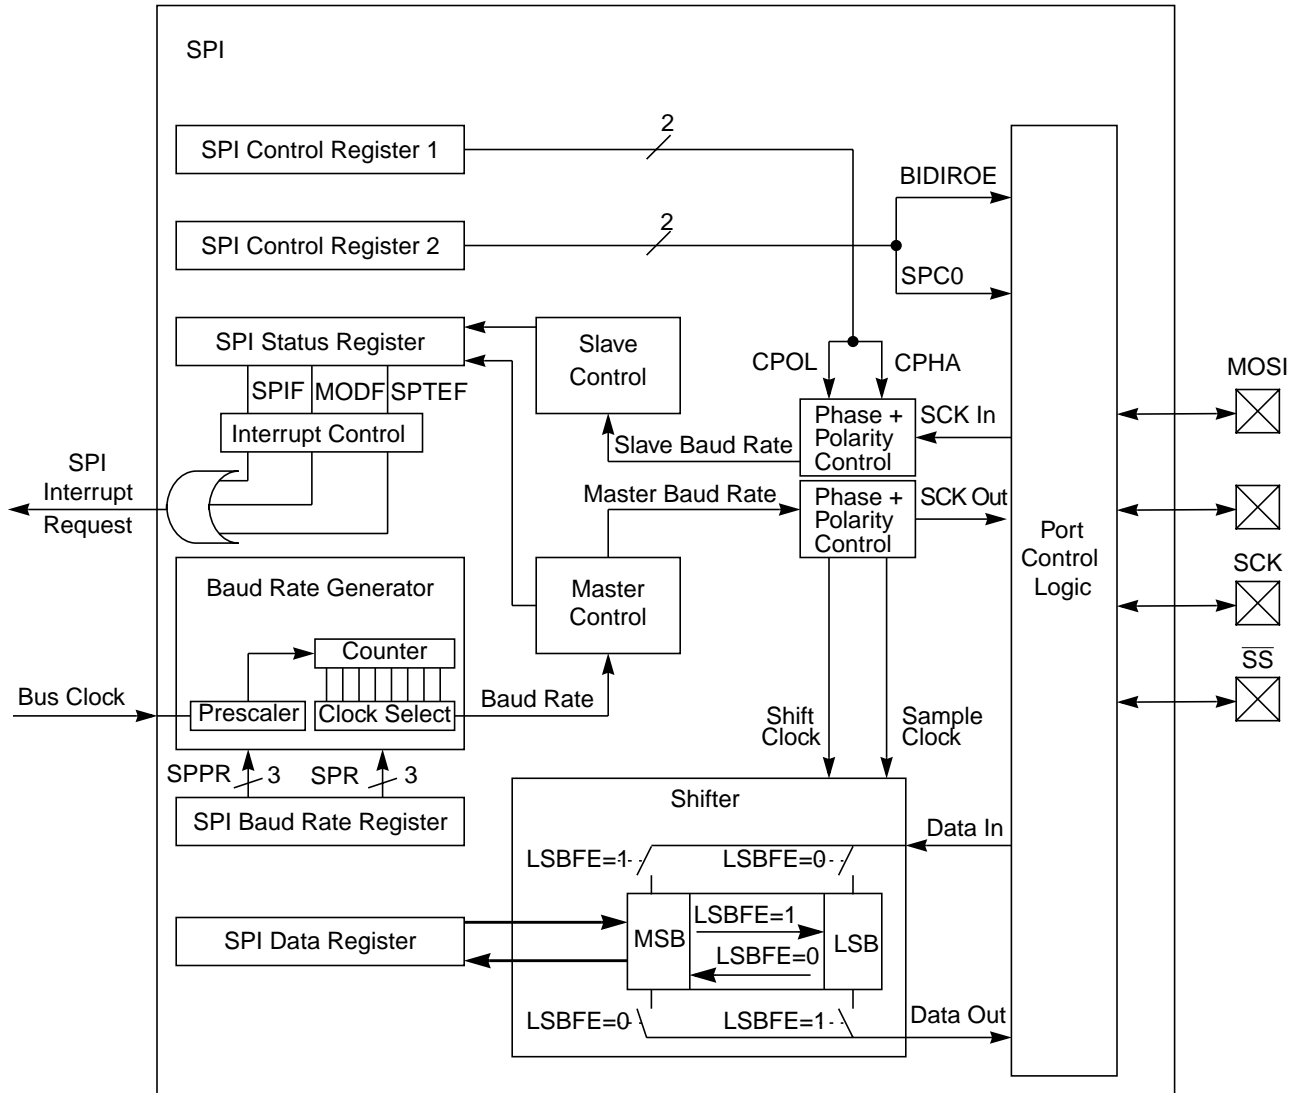 SPI
2
SPI Control Register 1
BIDIROE
2
SPI Control Register 2
SPC0
SPI Status Register
Slave
Control
CPOL
CPHA
MOSI
SPIF
MODF
SPTEF
Phase +
Polarity
Control
SCK In
Interrupt Control
Slave Baud Rate
SPI
Interrupt
Request
Master Baud Rate
Phase +
Polarity
Control
SCK Out
Port
Control
Logic
SCK
Baud Rate Generator
Master
Control
Counter
SS
Bus Clock
Prescaler
Clock Select
Baud Rate
Shift
Clock
Sample
Clock
SPPR
3
SPR
3
SPI Baud Rate Register
Shifter
Data In
LSBFE=1
LSBFE=0
SPI Data Register
MSB
LSBFE=1
LSBFE=0
LSB
LSBFE=0
LSBFE=1
Data Out